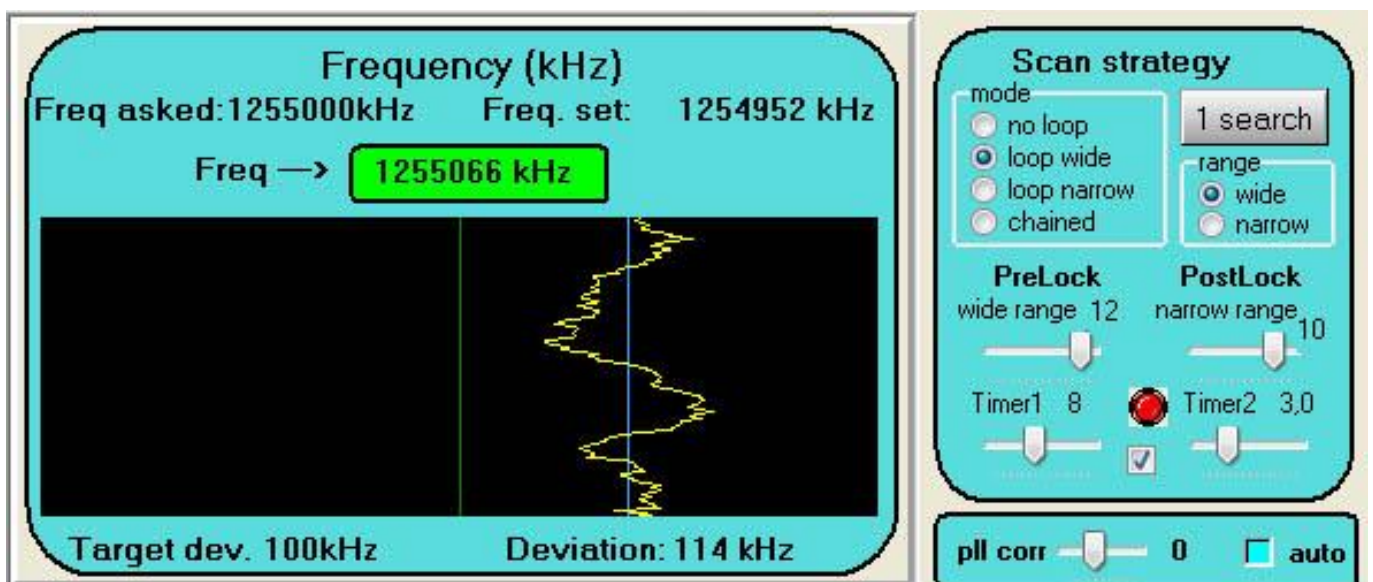 Frequency (kHz)
Freq asked:1255000kHz Freq. set: 1254952 kHz
Freq —> 1255066 kHz
Target dev. 100kHz Deviation: 114 kHz
Scan strategy
mode
no loop
loop wide
loop narrow
chained
1 search
range
wide
narrow
PreLock PostLock
wide range 12 narrow range 10
Timer1 8 Timer2 3,0
pll corr 0 auto